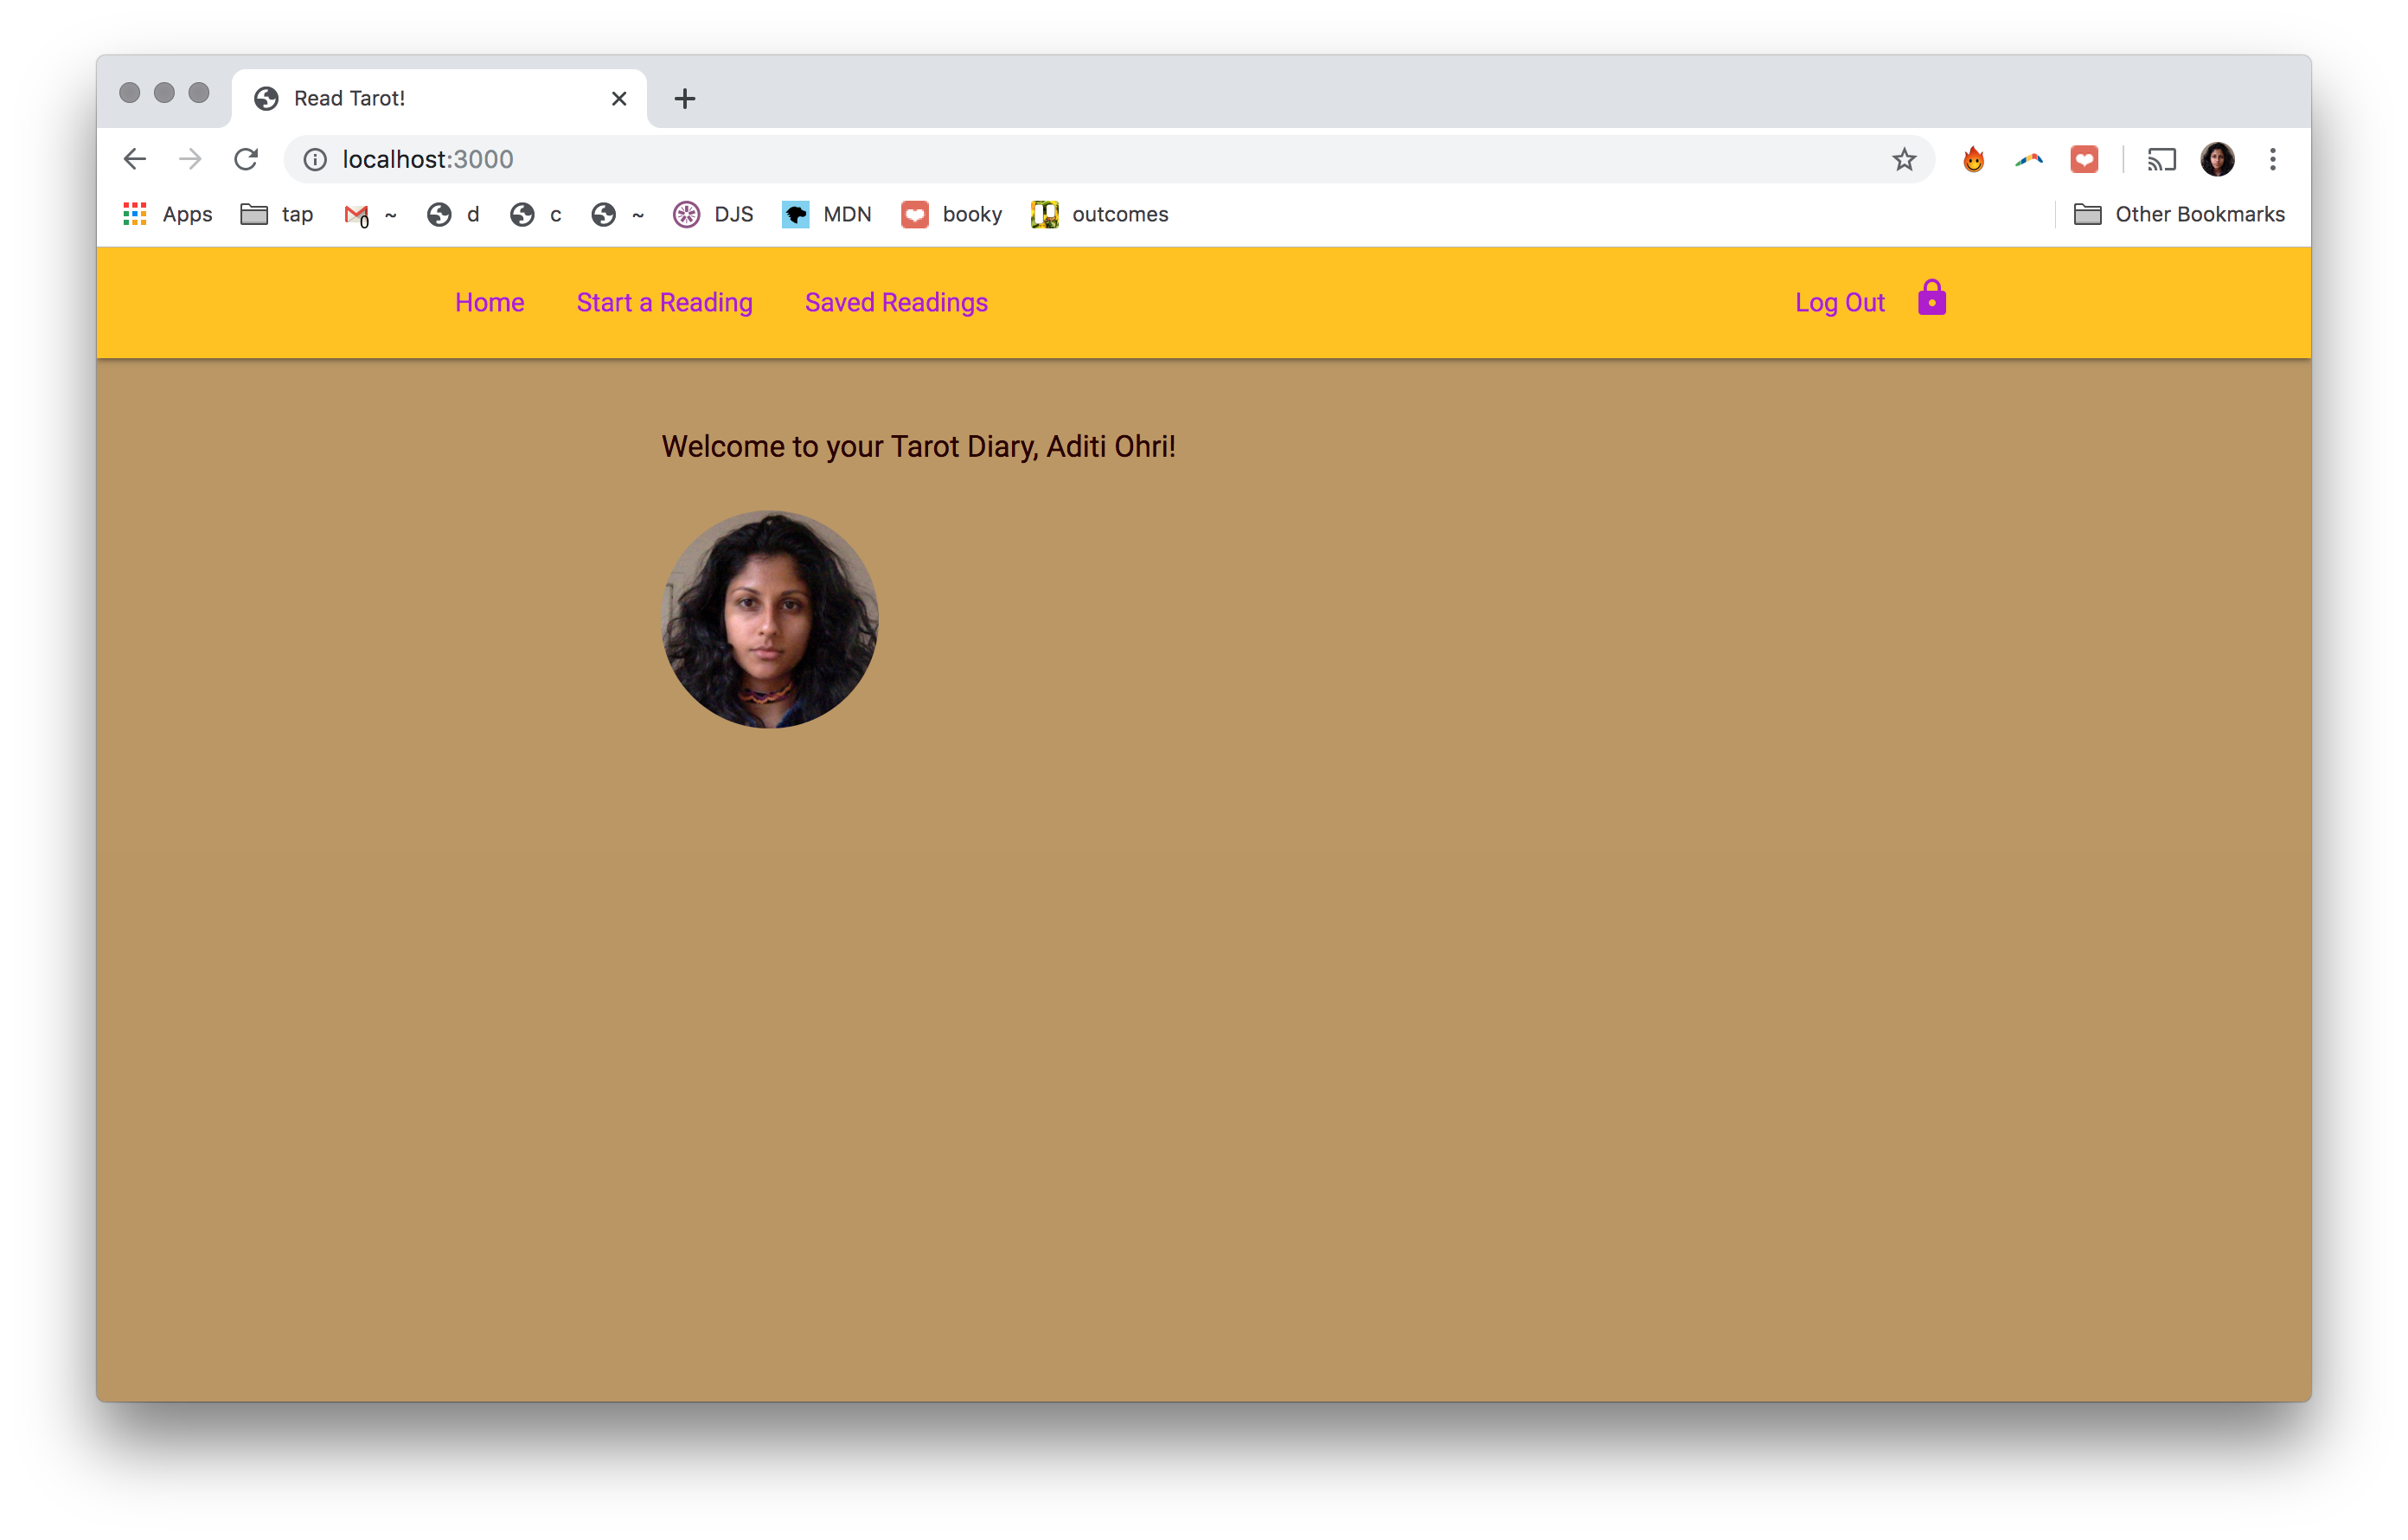 Read Tarot!
localhost:3000
Apps tap 0 ~ d c ~ DJS MDN booky outcomes Other Bookmarks
Home Start a Reading Saved Readings Log Out
Welcome to your Tarot Diary, Aditi Ohri!